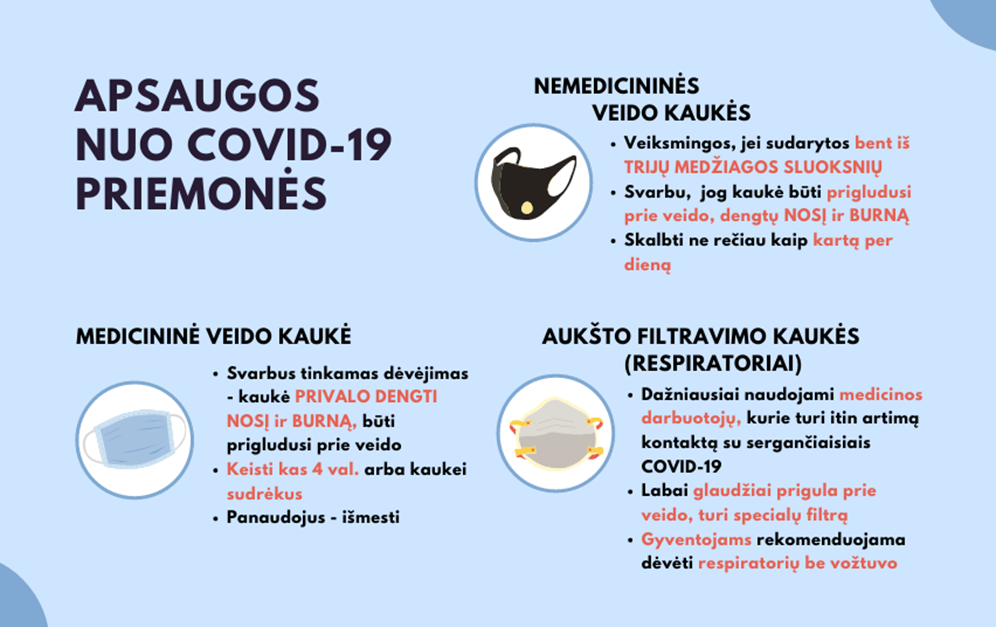 APSAUGOS
NUO COVID-19
PRIEMONĖS
NEMEDICININĖS
VEIDO KAUKĖS
• Veiksmingos, jei sudarytos bent iš
TRIJŲ MEDŽIAGOS SLUOKSNIŲ
• Svarbu, jog kaukė būti prigludusi
prie veido, dengtų NOSĮ ir BURNĄ
• Skalbti ne rečiau kaip kartą per
dieną
MEDICININĖ VEIDO KAUKĖ
• Svarbus tinkamas dėvėjimas
- kaukė PRIVALO DENGTI
NOSĮ ir BURNĄ, būti
prigludusi prie veido
• Keisti kas 4 val. arba kaukei
sudrėkus
• Panaudojus - išmesti
AUKŠTO FILTRAVIMO KAUKĖS
(RESPIRATORIAI)
• Dažniausiai naudojami medicinos
darbuotojų, kurie turi itin artimą
kontaktą su sergančiaisiais
COVID-19
• Labai glaudžiai prigula prie
veido, turi specialų filtrą
• Gyventojams rekomenduojama
dėvėti respiratorių be vožtuvo